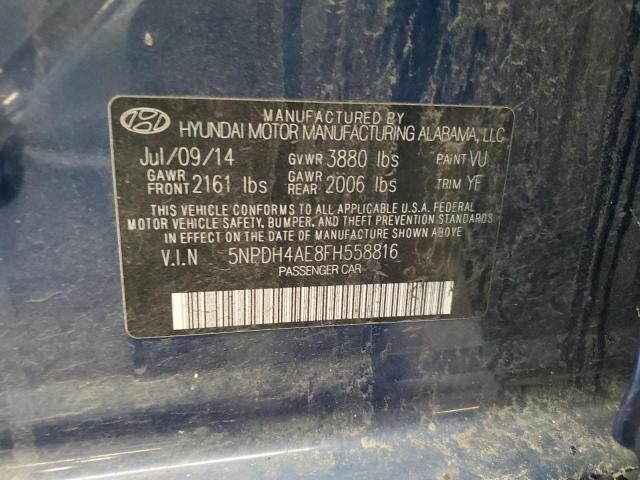 MANUFACTURED BY
HYUNDAI MOTOR MANUFACTURING ALABAMA, LLC
Jul/09/14 GVWR 3880 lbs PAINT VU
GAWR FRONT 2161 lbs GAWR REAR 2006 lbs TRIM YF
THIS VEHICLE CONFORMS TO ALL APPLICABLE U.S.A. FEDERAL
MOTOR VEHICLE SAFETY, BUMPER, AND THEFT PREVENTION STANDARDS
IN EFFECT ON THE DATE OF MANUFACTURE SHOWN ABOVE
V.I.N 5NPDH4AE8FH558816
PASSENGER CAR